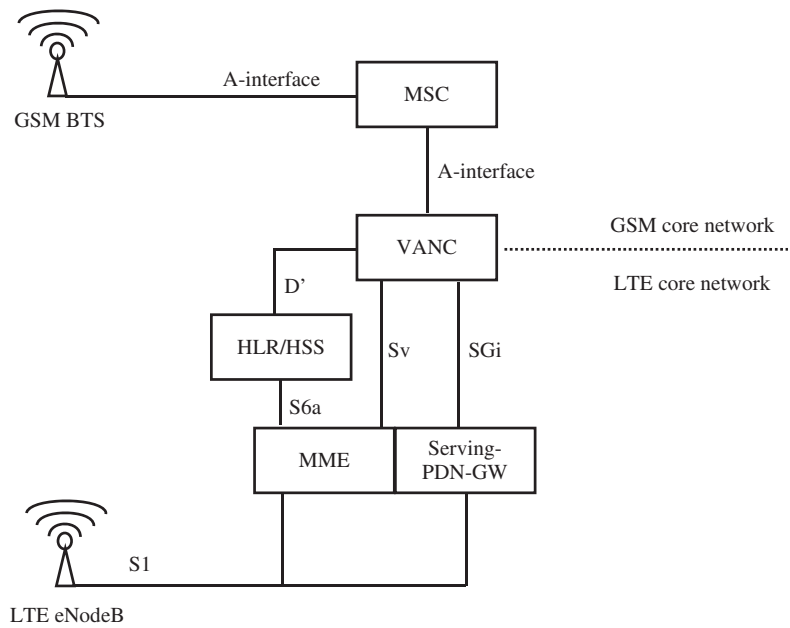 A-interface
MSC
GSM BTS
A-interface
GSM core network
VANC
LTE core network
D’
HLR/HSS
Sv
SGi
S6a
MME
Serving-
PDN-GW
S1
LTE eNodeB